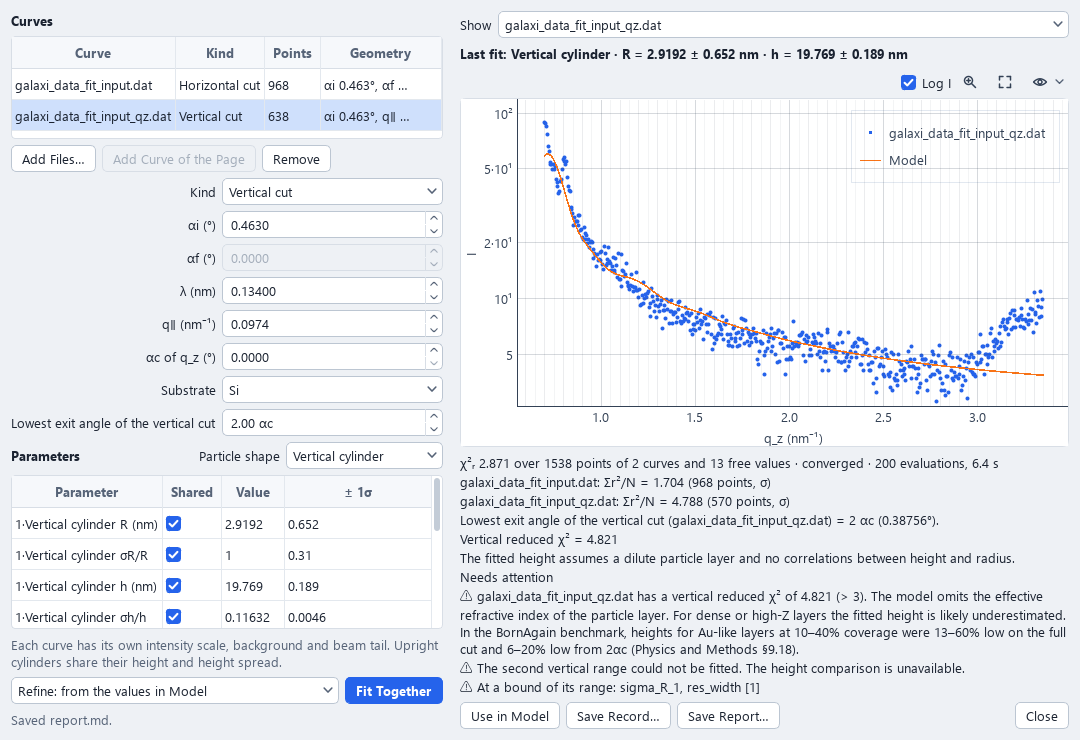 Curves
Curve Kind Points Geometry
galaxi_data_fit_input.dat Horizontal cut 968 αi 0.463°, αf ...
galaxi_data_fit_input_qz.dat Vertical cut 638 αi 0.463°, q∥ ...
Add Files... Add Curve of the Page Remove
Kind Vertical cut
αi (°) 0.4630
αf (°) 0.0000
λ (nm) 0.13400
q∥ (nm⁻¹) 0.0974
αc of q_z (°) 0.0000
Substrate Si
Lowest exit angle of the vertical cut 2.00 αc
Parameters Particle shape Vertical cylinder
Parameter Shared Value ± 1σ
1·Vertical cylinder R (nm) 2.9192 0.652
1·Vertical cylinder σR/R 1 0.31
1·Vertical cylinder h (nm) 19.769 0.189
1·Vertical cylinder σh/h 0.11632 0.0046
Each curve has its own intensity scale, background and beam tail. Upright
cylinders share their height and height spread.
Refine: from the values in Model Fit Together
Saved report.md.
Show galaxi_data_fit_input_qz.dat
Last fit: Vertical cylinder · R = 2.9192 ± 0.652 nm · h = 19.769 ± 0.189 nm
Log I
galaxi_data_fit_input_qz.dat
Model
10²
5·10¹
2·10¹
10¹
5
I
1.0 1.5 2.0 2.5 3.0
q_z (nm⁻¹)
χ²ᵣ 2.871 over 1538 points of 2 curves and 13 free values · converged · 200 evaluations, 6.4 s
galaxi_data_fit_input.dat: Σr²/N = 1.704 (968 points, σ)
galaxi_data_fit_input_qz.dat: Σr²/N = 4.788 (570 points, σ)
Lowest exit angle of the vertical cut (galaxi_data_fit_input_qz.dat) = 2 αc (0.38756°).
Vertical reduced χ² = 4.821
The fitted height assumes a dilute particle layer and no correlations between height and radius.
Needs attention
⚠ galaxi_data_fit_input_qz.dat has a vertical reduced χ² of 4.821 (> 3). The model omits the effective
refractive index of the particle layer. For dense or high-Z layers the fitted height is likely underestimated.
In the BornAgain benchmark, heights for Au-like layers at 10–40% coverage were 13–60% low on the full
cut and 6–20% low from 2αc (Physics and Methods §9.18).
⚠ The second vertical range could not be fitted. The height comparison is unavailable.
⚠ At a bound of its range: sigma_R_1, res_width [1]
Use in Model Save Record... Save Report... Close